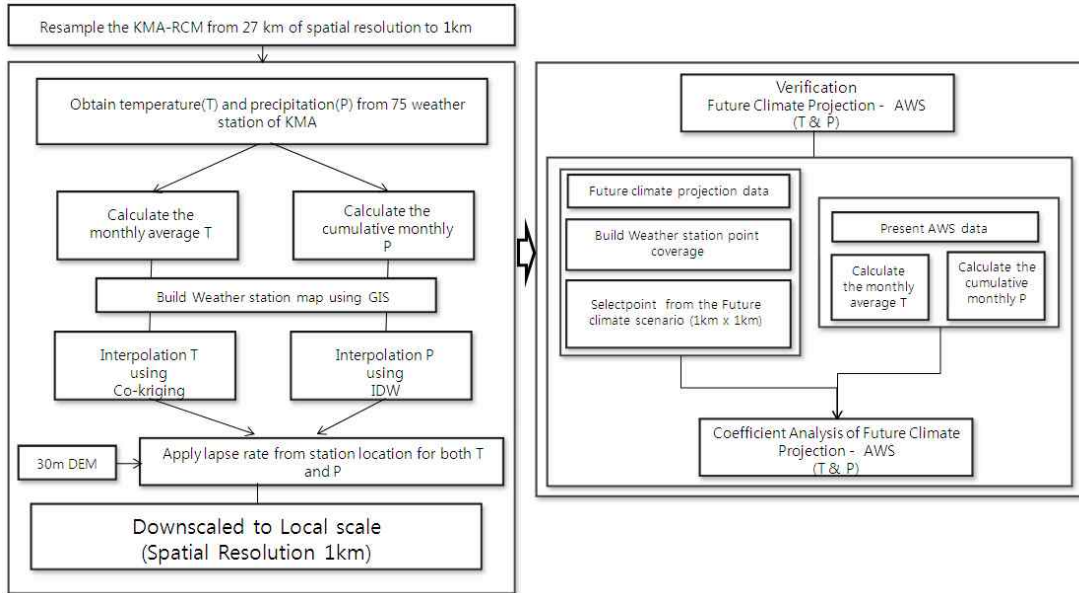 Resample the KMA-RCM from 27 km of spatial resolution to 1km
Obtain temperature(T) and precipitation(P) from 75 weather
station of KMA
Calculate the
monthly average T
Calculate the
cumulative monthly
P
Build Weather station map using GIS
Interpolation T
using
Co-kriging
Interpolation P
using
IDW
30m DEM
Apply lapse rate from station location for both T
and P
Downscaled to Local scale
(Spatial Resolution 1km)
Verification
Future Climate Projection - AWS
(T & P)
Future climate projection data
Build Weather station point
coverage
Selectpoint from the Future
climate scenario (1km x 1km)
Present AWS data
Calculate
the monthly
average T
Calculate the
cumulative
monthly P
Coefficient Analysis of Future Climate
Projection - AWS
(T & P)